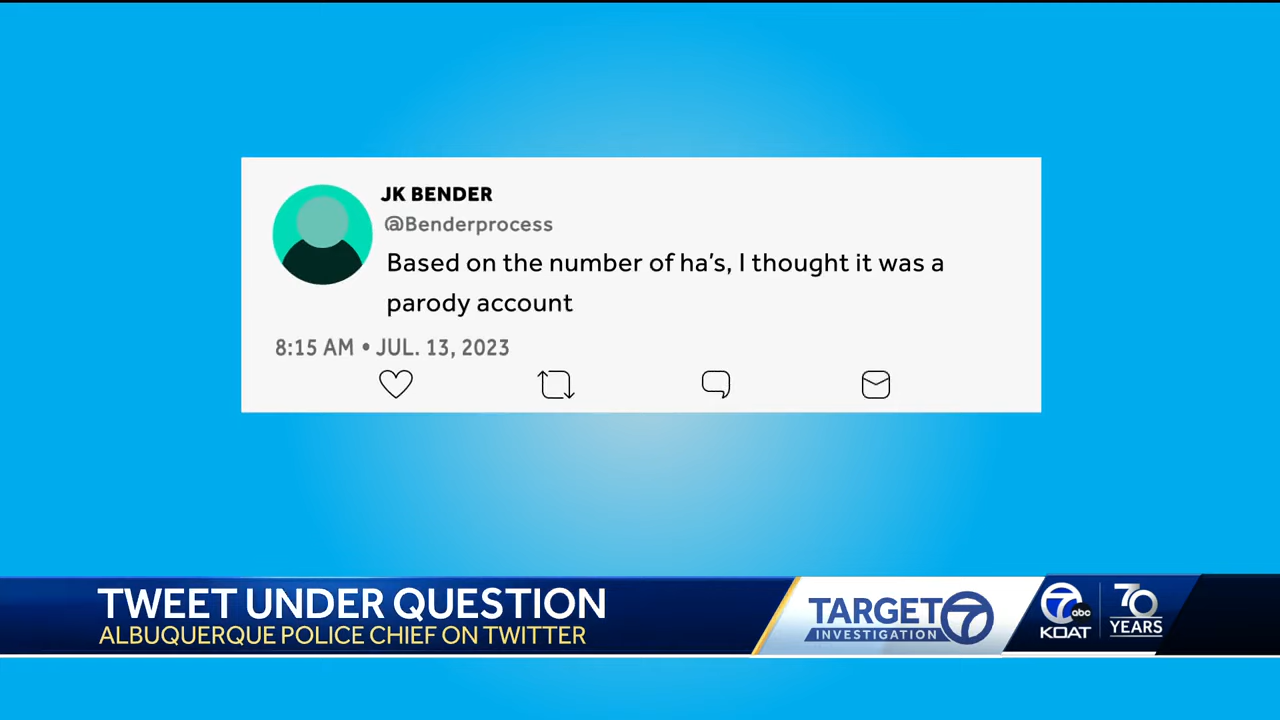 JK BENDER
@Benderprocess
Based on the number of ha's, I thought it was a
parody account
8:15 AM • JUL. 13, 2023
TWEET UNDER QUESTION
ALBUQUERQUE POLICE CHIEF ON TWITTER
TARGET 7
INVESTIGATION
7 abc
KOAT
70
YEARS